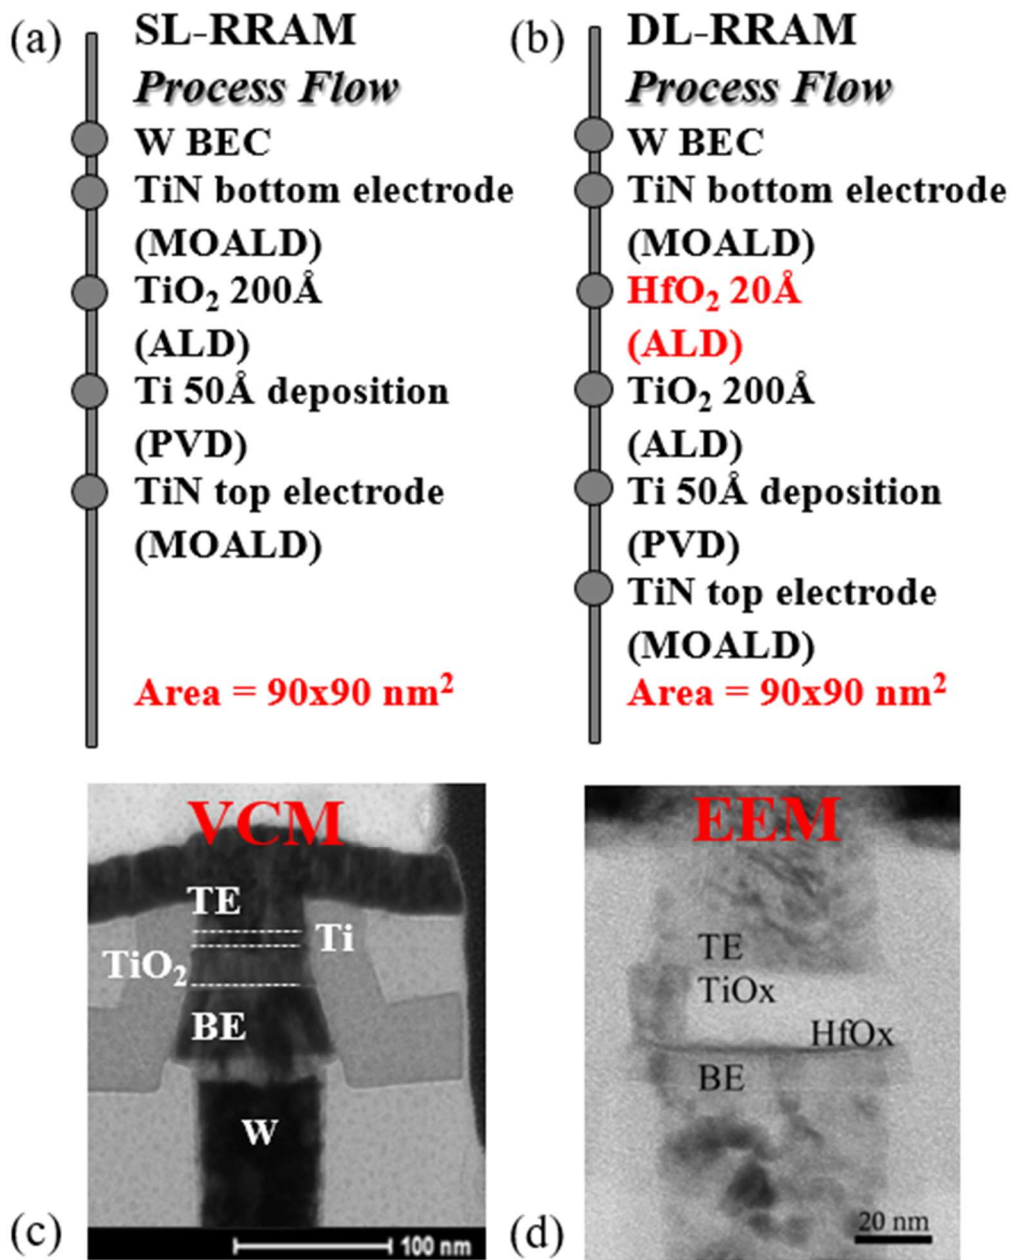 (a)
SL-RRAM
Process Flow
W BEC
TiN bottom electrode
(MOALD)
TiO₂ 200Å
(ALD)
Ti 50Å deposition
(PVD)
TiN top electrode
(MOALD)
Area = 90x90 nm²
(b)
DL-RRAM
Process Flow
W BEC
TiN bottom electrode
(MOALD)
HfO₂ 20Å
(ALD)
TiO₂ 200Å
(ALD)
Ti 50Å deposition
(PVD)
TiN top electrode
(MOALD)
Area = 90x90 nm²
VCM
TE
Ti
TiO₂
BE
W
(c)
100 nm
EEM
TE
TiOx
HfOx
BE
20 nm
(d)